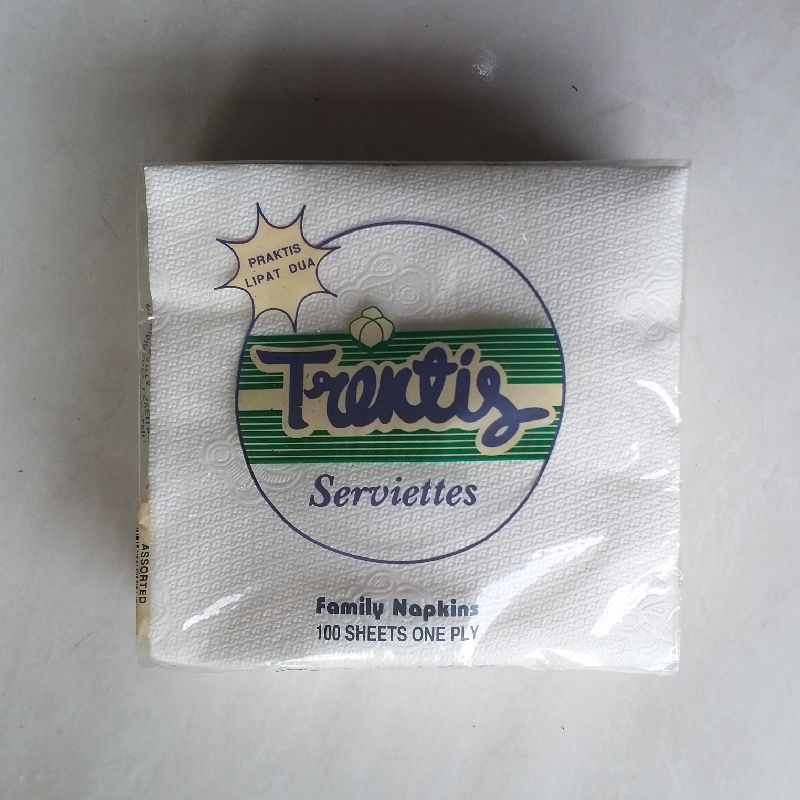 PRAKTIS
LIPAT DUA
Trentis
Serviettes
Family Napkins
100 SHEETS ONE PLY
ASSORTED